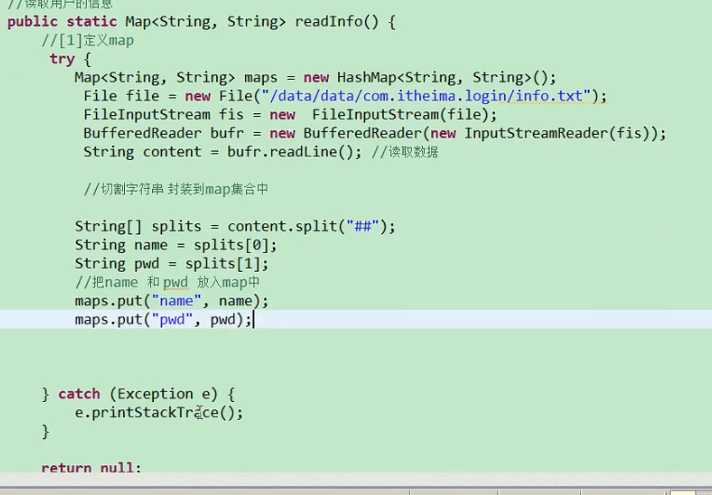 //读取用户的信息
public static Map<String, String> readInfo() {
//[1]定义map
try {
Map<String, String> maps = new HashMap<String, String>();
File file = new File("/data/data/com.itheima.login/info.txt");
FileInputStream fis = new  FileInputStream(file);
BufferedReader bufr = new BufferedReader(new InputStreamReader(fis));
String content = bufr.readLine(); //读取数据
//切割字符串 封装到map集合中
String[] splits = content.split("##");
String name = splits[0];
String pwd = splits[1];
//把name 和 pwd 放入map中
maps.put("name", name);
maps.put("pwd", pwd);
} catch (Exception e) {
e.printStackTrace();
}
return null;